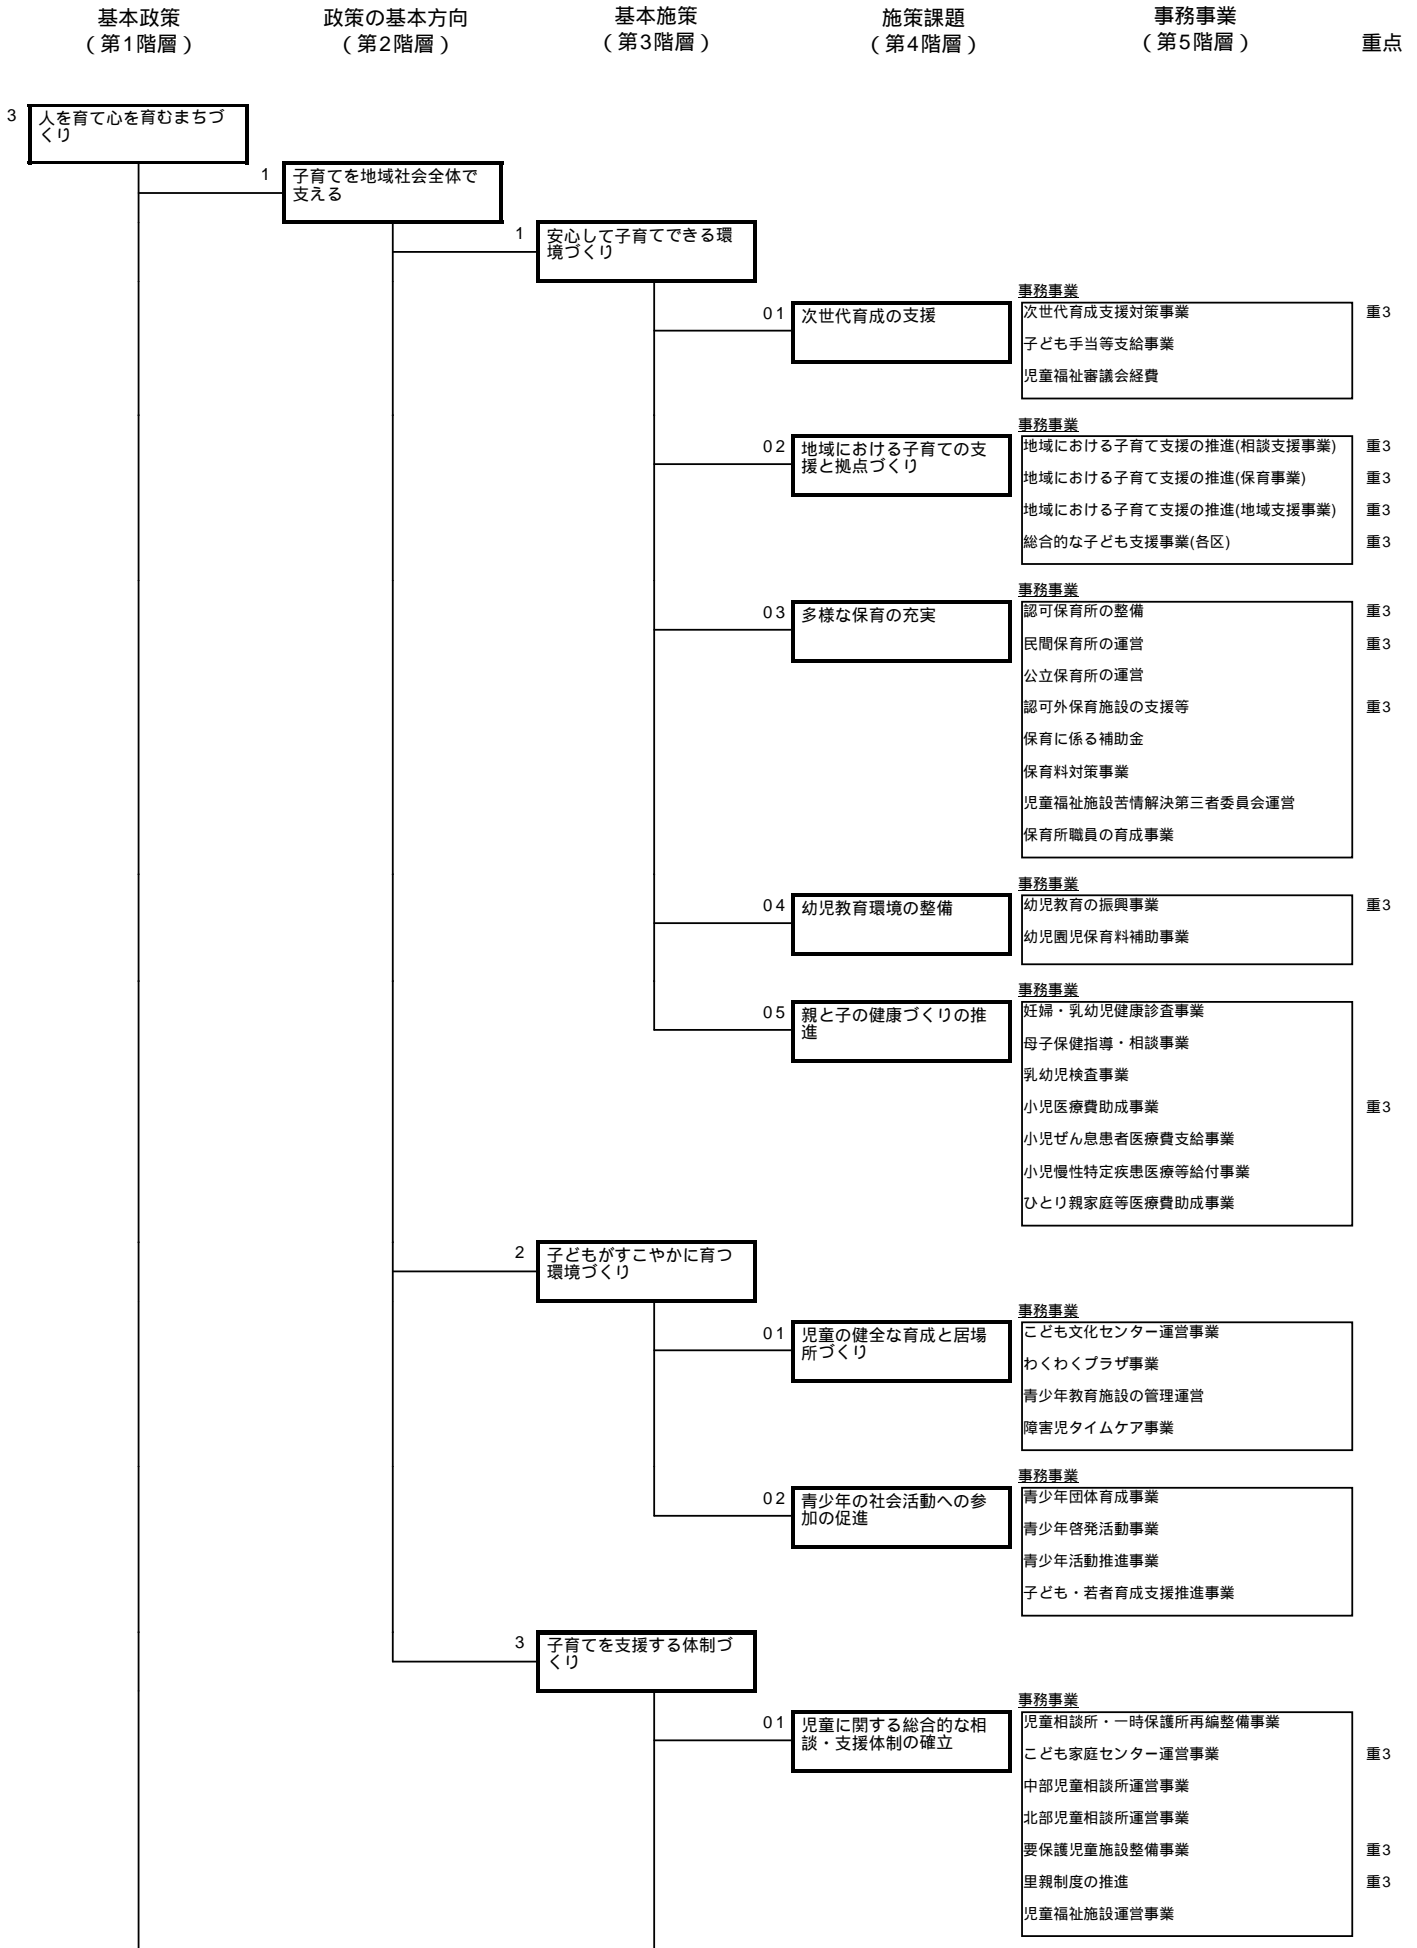 基本政策
（第1階層）
政策の基本方向
（第2階層）
基本施策
（第3階層）
施策課題
（第4階層）
事務事業
（第5階層）
重点
3
人を育て心を育むまちづ
くり
1
子育てを地域社会全体で
支える
1
安心して子育てできる環
境づくり
01
次世代育成の支援
事務事業
次世代育成支援対策事業 重3
子ども手当等支給事業
児童福祉審議会経費
02
地域における子育ての支
援と拠点づくり
事務事業
地域における子育て支援の推進(相談支援事業) 重3
地域における子育て支援の推進(保育事業) 重3
地域における子育て支援の推進(地域支援事業) 重3
総合的な子ども支援事業(各区) 重3
03
多様な保育の充実
事務事業
認可保育所の整備 重3
民間保育所の運営 重3
公立保育所の運営
認可外保育施設の支援等 重3
保育に係る補助金
保育料対策事業
児童福祉施設苦情解決第三者委員会運営
保育所職員の育成事業
04
幼児教育環境の整備
事務事業
幼児教育の振興事業 重3
幼児園児保育料補助事業
05
親と子の健康づくりの推
進
事務事業
妊婦・乳幼児健康診査事業
母子保健指導・相談事業
乳幼児検査事業
小児医療費助成事業 重3
小児ぜん息患者医療費支給事業
小児慢性特定疾患医療等給付事業
ひとり親家庭等医療費助成事業
2
子どもがすこやかに育つ
環境づくり
01
児童の健全な育成と居場
所づくり
事務事業
こども文化センター運営事業
わくわくプラザ事業
青少年教育施設の管理運営
障害児タイムケア事業
02
青少年の社会活動への参
加の促進
事務事業
青少年団体育成事業
青少年啓発活動事業
青少年活動推進事業
子ども・若者育成支援推進事業
3
子育てを支援する体制づ
くり
01
児童に関する総合的な相
談・支援体制の確立
事務事業
児童相談所・一時保護所再編整備事業
こども家庭センター運営事業 重3
中部児童相談所運営事業
北部児童相談所運営事業
要保護児童施設整備事業 重3
里親制度の推進 重3
児童福祉施設運営事業